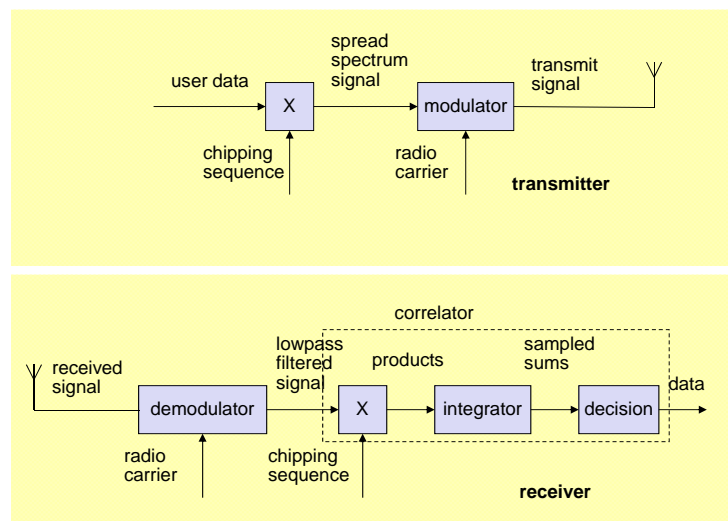 user data
X
spread
spectrum
signal
modulator
transmit
signal
chipping
sequence
radio
carrier
transmitter
correlator
received
signal
demodulator
lowpass
filtered
signal
products
X
integrator
sampled
sums
decision
data
radio
carrier
chipping
sequence
receiver